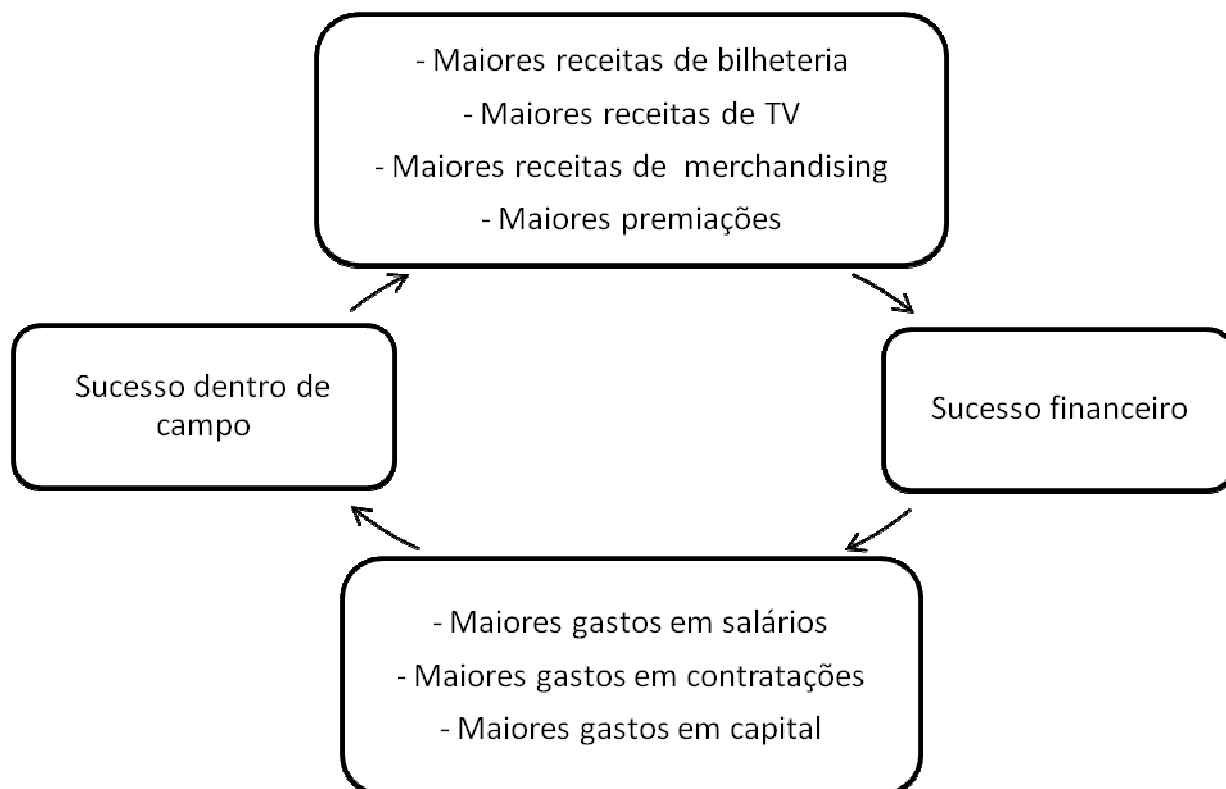 - Maiores receitas de bilheteria
- Maiores receitas de TV
- Maiores receitas de merchandising
- Maiores premiações
Sucesso dentro de
campo
Sucesso financeiro
- Maiores gastos em salários
- Maiores gastos em contratações
- Maiores gastos em capital